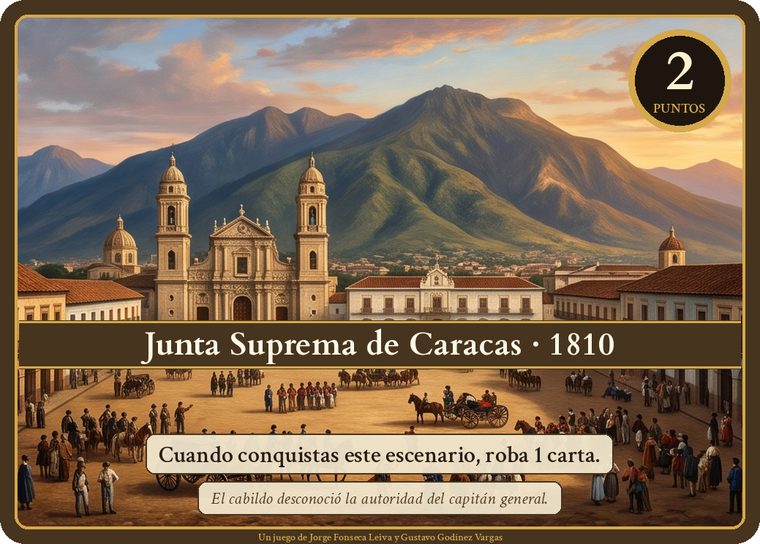 2
PUNTOS
Junta Suprema de Caracas · 1810
Cuando conquistas este escenario, roba 1 carta.
El cabildo desconoció la autoridad del capitán general.
Un juego de Jorge Fonseca Leiva y Gustavo Godínez Vargas